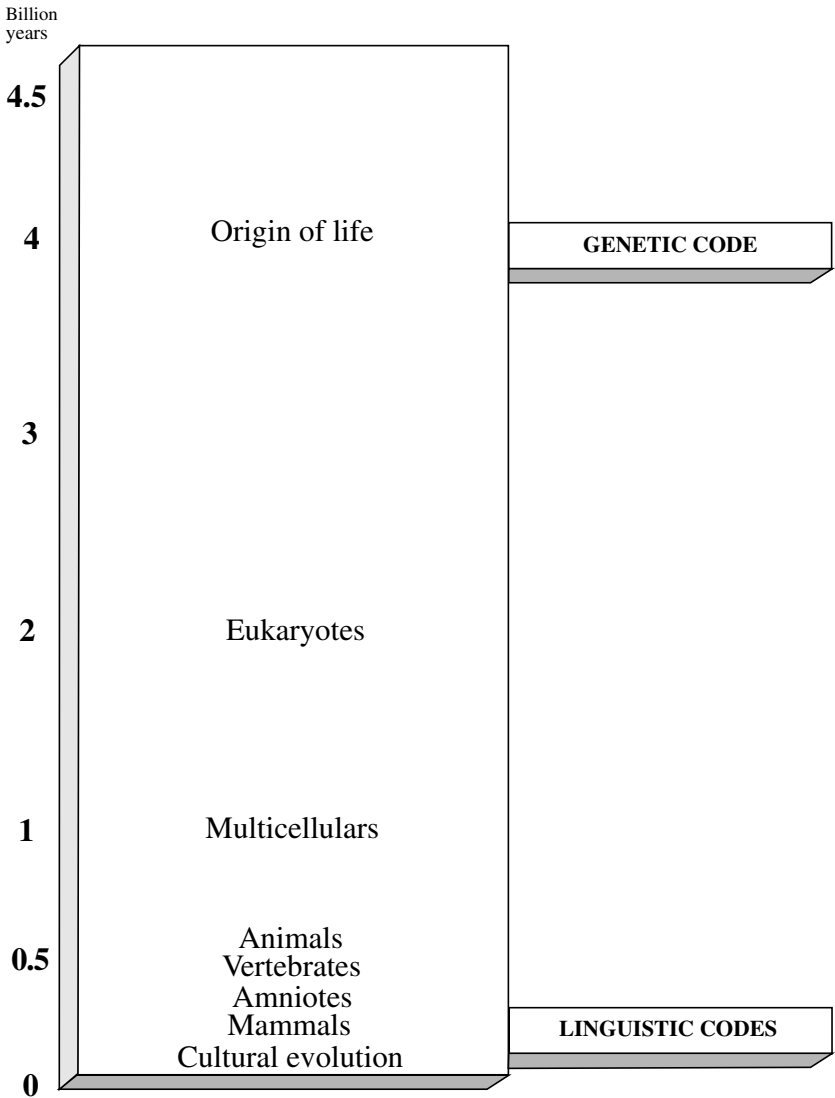 Billion
years
4.5
4
Origin of life
GENETIC CODE
3
2
Eukaryotes
1
Multicellulars
Animals
0.5
Vertebrates
Amniotes
Mammals
LINGUISTIC CODES
Cultural evolution
0